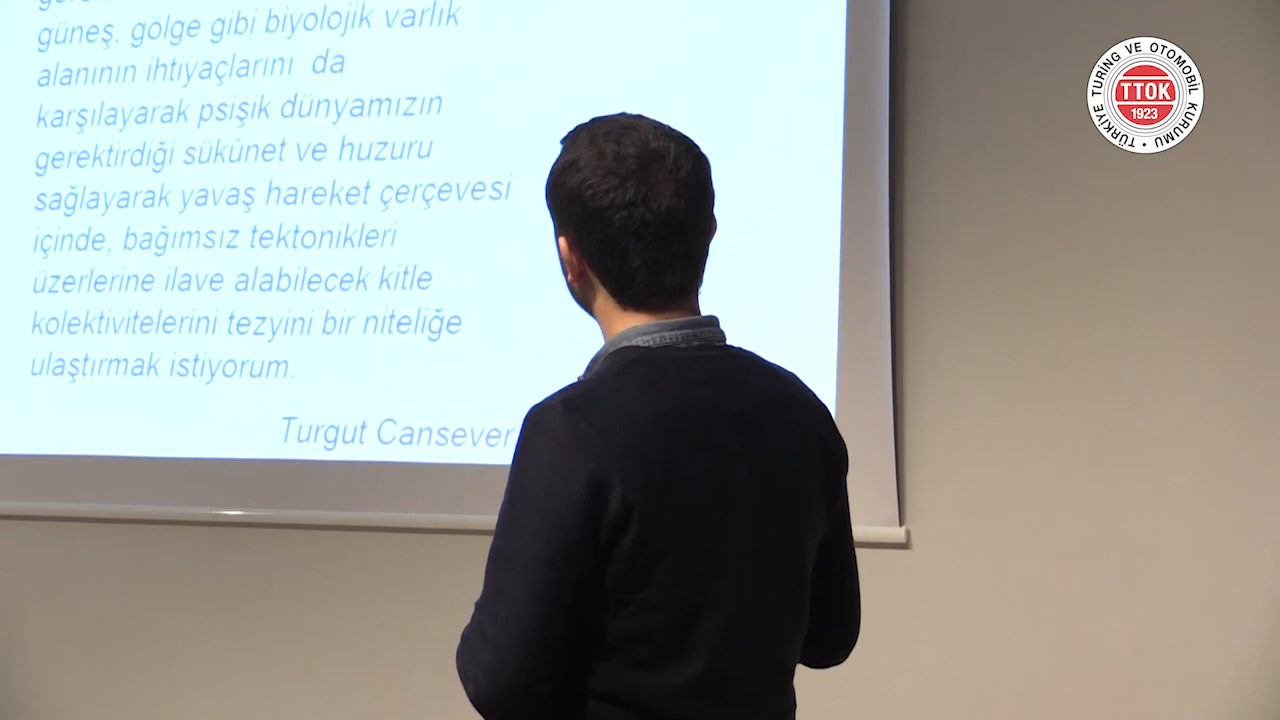 güneş, gölge gibi biyolojik varlık
alanının ihtiyaçlarını da
karşılayarak psişik dünyamızın
gerektirdiği sükûnet ve huzuru
sağlayarak yavaş hareket çerçevesi
içinde, bağımsız tektonikleri
üzerlerine ilave alabilecek kitle
kolektivitelerini tezyini bir niteliğe
ulaştırmak istiyorum.
Turgut Cansever
TÜRKİYE TURİNG VE OTOMOBİL KURUMU
TTOK
1923